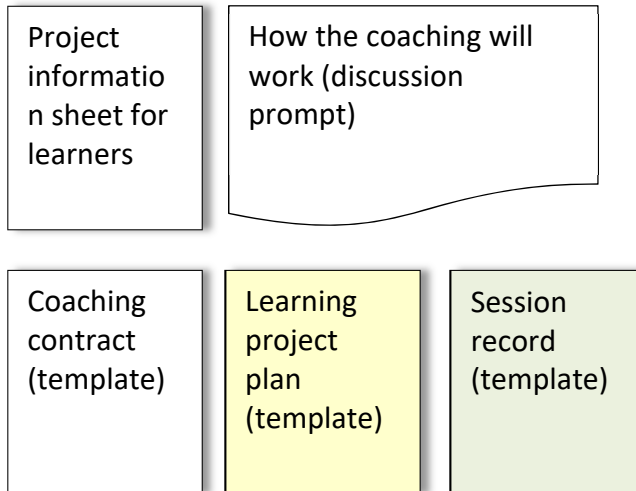 Project
informatio
n sheet for
learners
How the coaching will
work (discussion
prompt)
Coaching
contract
(template)
Learning
project
plan
(template)
Session
record
(template)